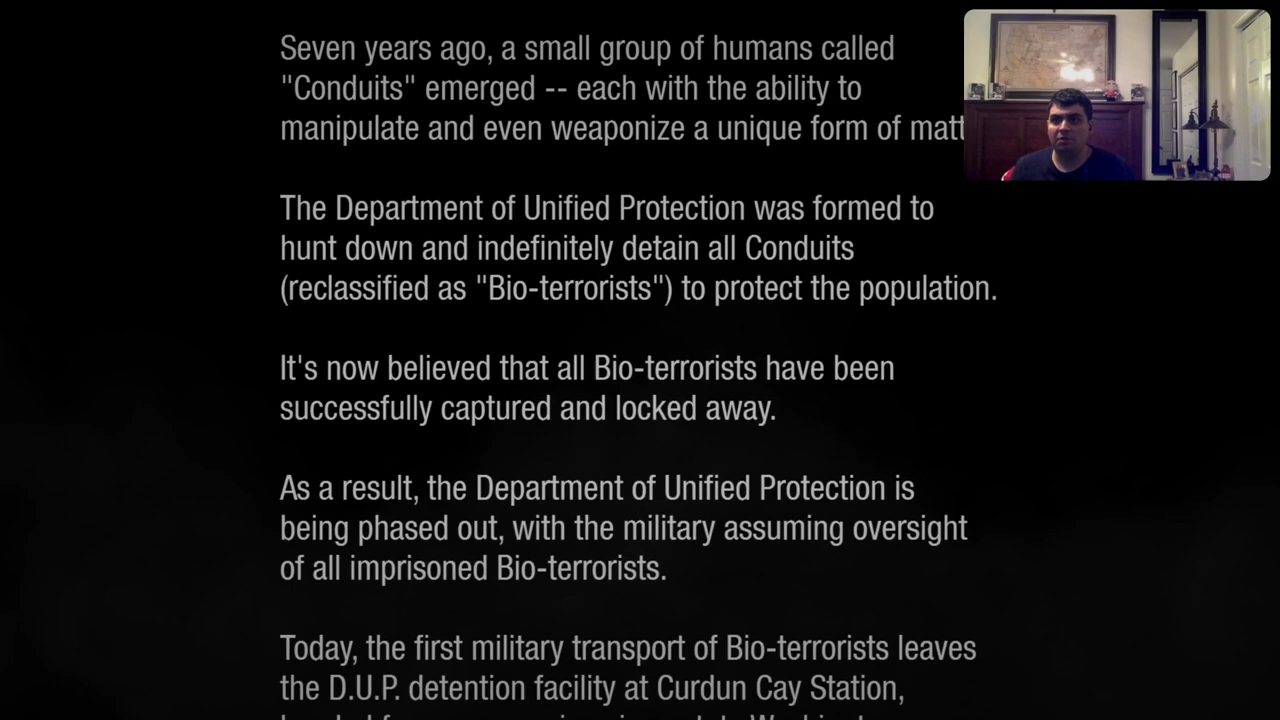 Seven years ago, a small group of humans called
"Conduits" emerged -- each with the ability to
manipulate and even weaponize a unique form of matt
The Department of Unified Protection was formed to
hunt down and indefinitely detain all Conduits
(reclassified as "Bio-terrorists") to protect the population.
It's now believed that all Bio-terrorists have been
successfully captured and locked away.
As a result, the Department of Unified Protection is
being phased out, with the military assuming oversight
of all imprisoned Bio-terrorists.
Today, the first military transport of Bio-terrorists leaves
the D.U.P. detention facility at Curdun Cay Station,